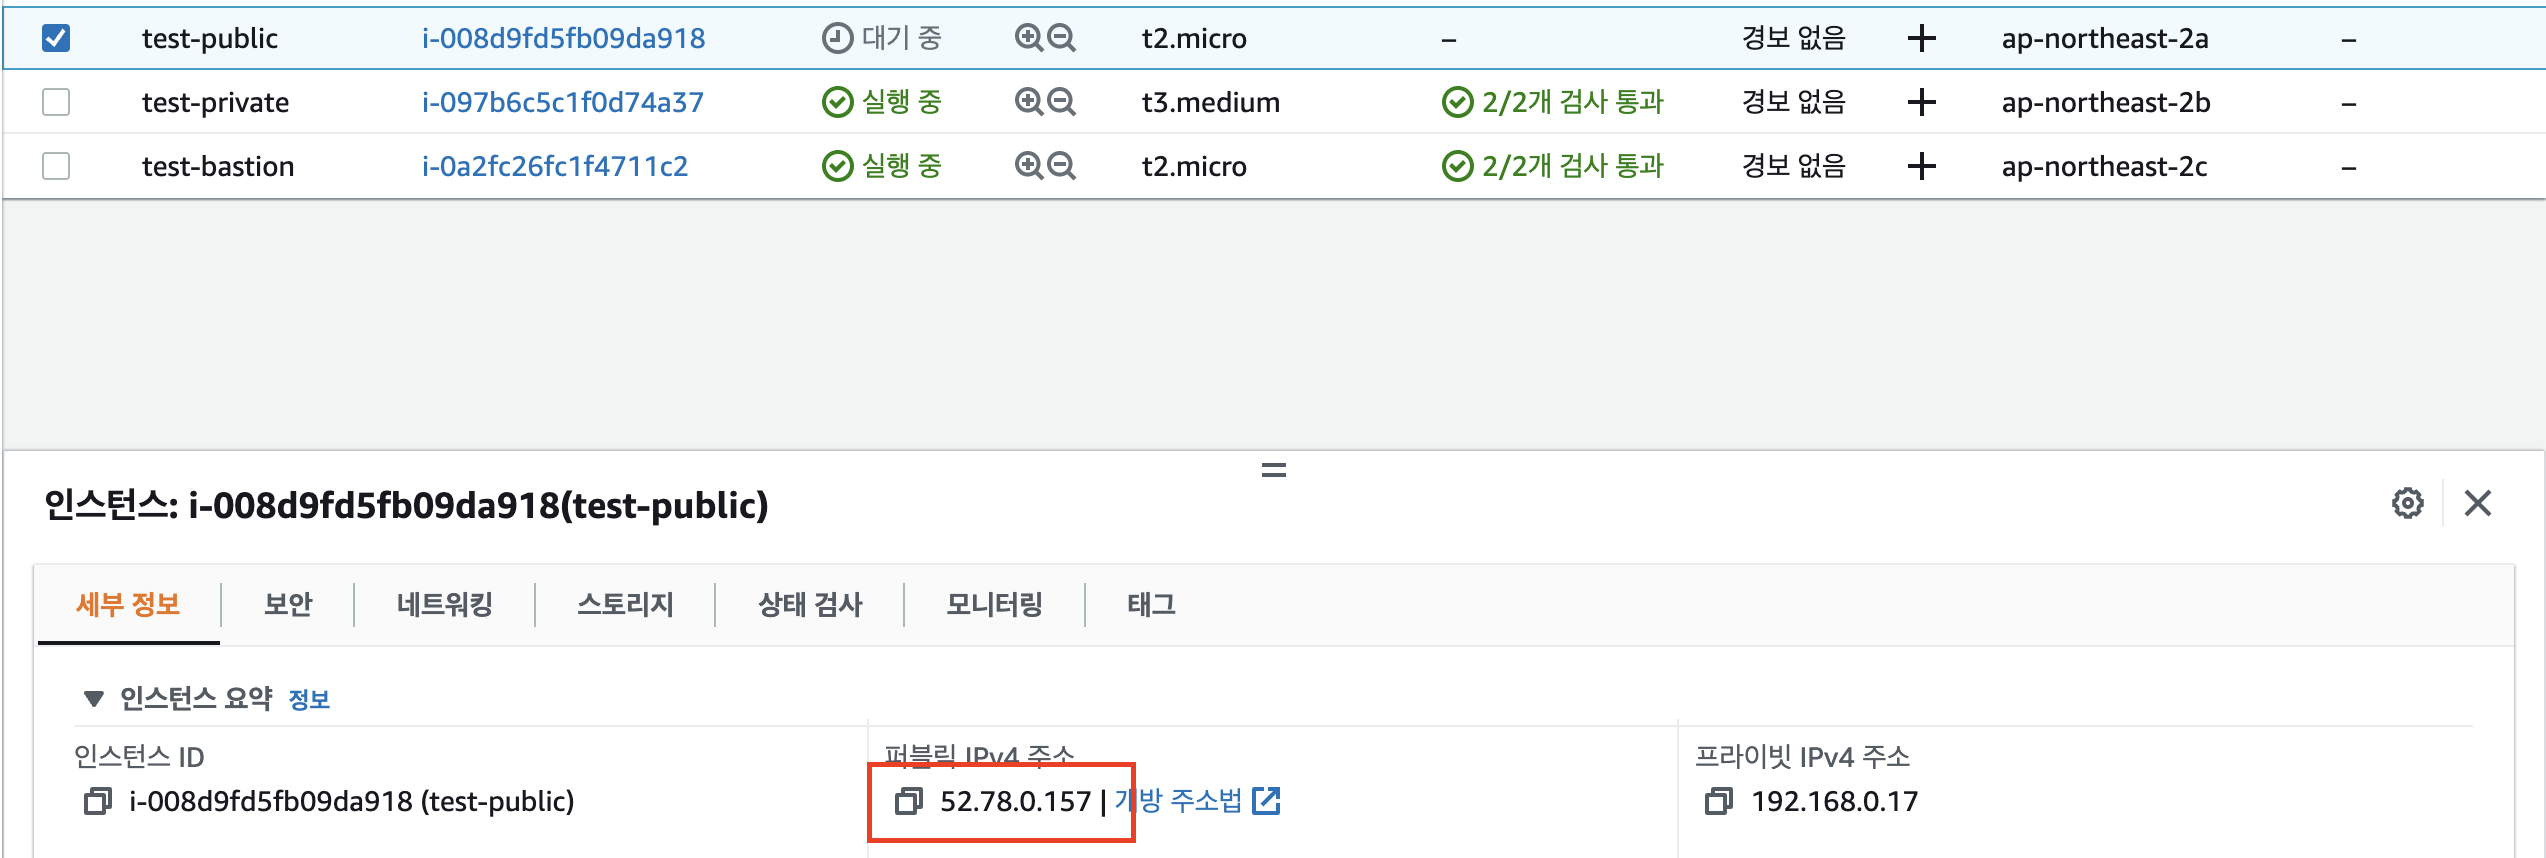 test-public i-008d9fd5fb09da918 대기 중 t2.micro – 경보 없음 + ap-northeast-2a –
test-private i-097b6c5c1f0d74a37 실행 중 t3.medium 2/2개 검사 통과 경보 없음 + ap-northeast-2b –
test-bastion i-0a2fc26fc1f4711c2 실행 중 t2.micro 2/2개 검사 통과 경보 없음 + ap-northeast-2c –
인스턴스: i-008d9fd5fb09da918(test-public)
세부 정보 보안 네트워킹 스토리지 상태 검사 모니터링 태그
인스턴스 요약 정보
인스턴스 ID 퍼블릭 IPv4 주소 프라이빗 IPv4 주소
i-008d9fd5fb09da918 (test-public) 52.78.0.157 | 개방 주소법 192.168.0.17